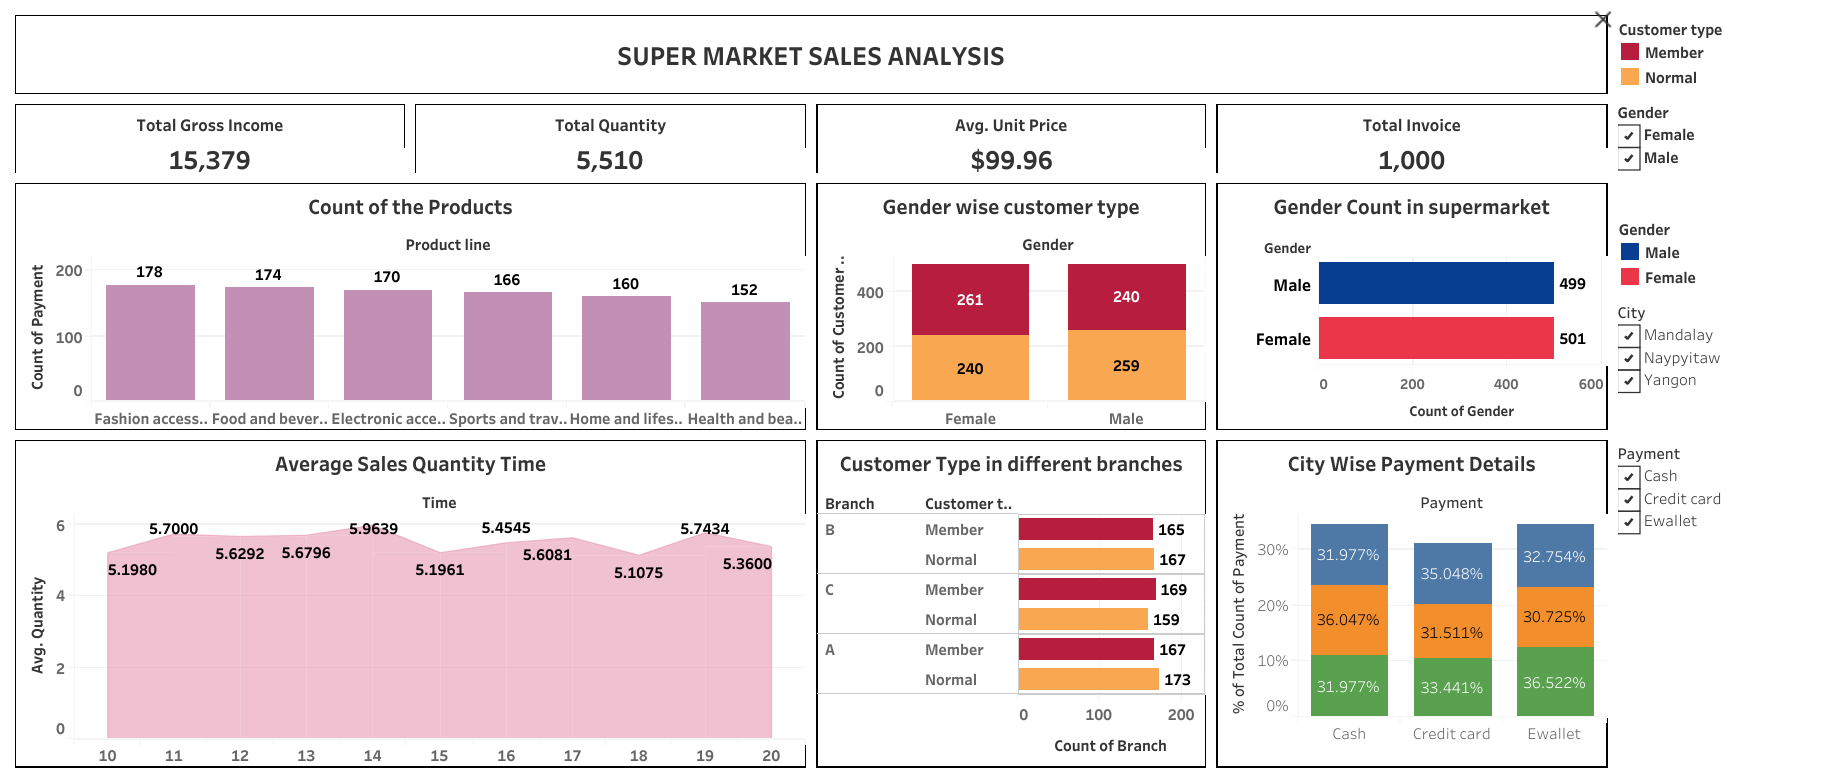 SUPER MARKET SALES ANALYSIS
Customer type
Member
Normal
Gender
Female
Male
Total Gross Income
15,379
Total Quantity
5,510
Avg. Unit Price
$99.96
Total Invoice
1,000
Count of the Products
Product line
Count of Payment
200
100
0
178
174
170
166
160
152
Fashion access..
Food and bever..
Electronic acce..
Sports and trav..
Home and lifes..
Health and bea..
Gender wise customer type
Gender
Count of Customer ..
400
200
0
261
240
240
259
Female
Male
Gender Count in supermarket
Gender
Male
499
Female
501
0
200
400
600
Count of Gender
Gender
Male
Female
City
Mandalay
Naypyitaw
Yangon
Average Sales Quantity Time
Time
Avg. Quantity
6
4
2
0
5.1980
5.7000
5.6292
5.6796
5.9639
5.1961
5.4545
5.6081
5.1075
5.7434
5.3600
10
11
12
13
14
15
16
17
18
19
20
Customer Type in different branches
Branch
Customer t..
B
Member
165
Normal
167
C
Member
169
Normal
159
A
Member
167
Normal
173
0
100
200
Count of Branch
City Wise Payment Details
Payment
% of Total Count of Payment
30%
20%
10%
0%
31.977%
36.047%
31.977%
35.048%
31.511%
33.441%
32.754%
30.725%
36.522%
Cash
Credit card
Ewallet
Payment
Cash
Credit card
Ewallet